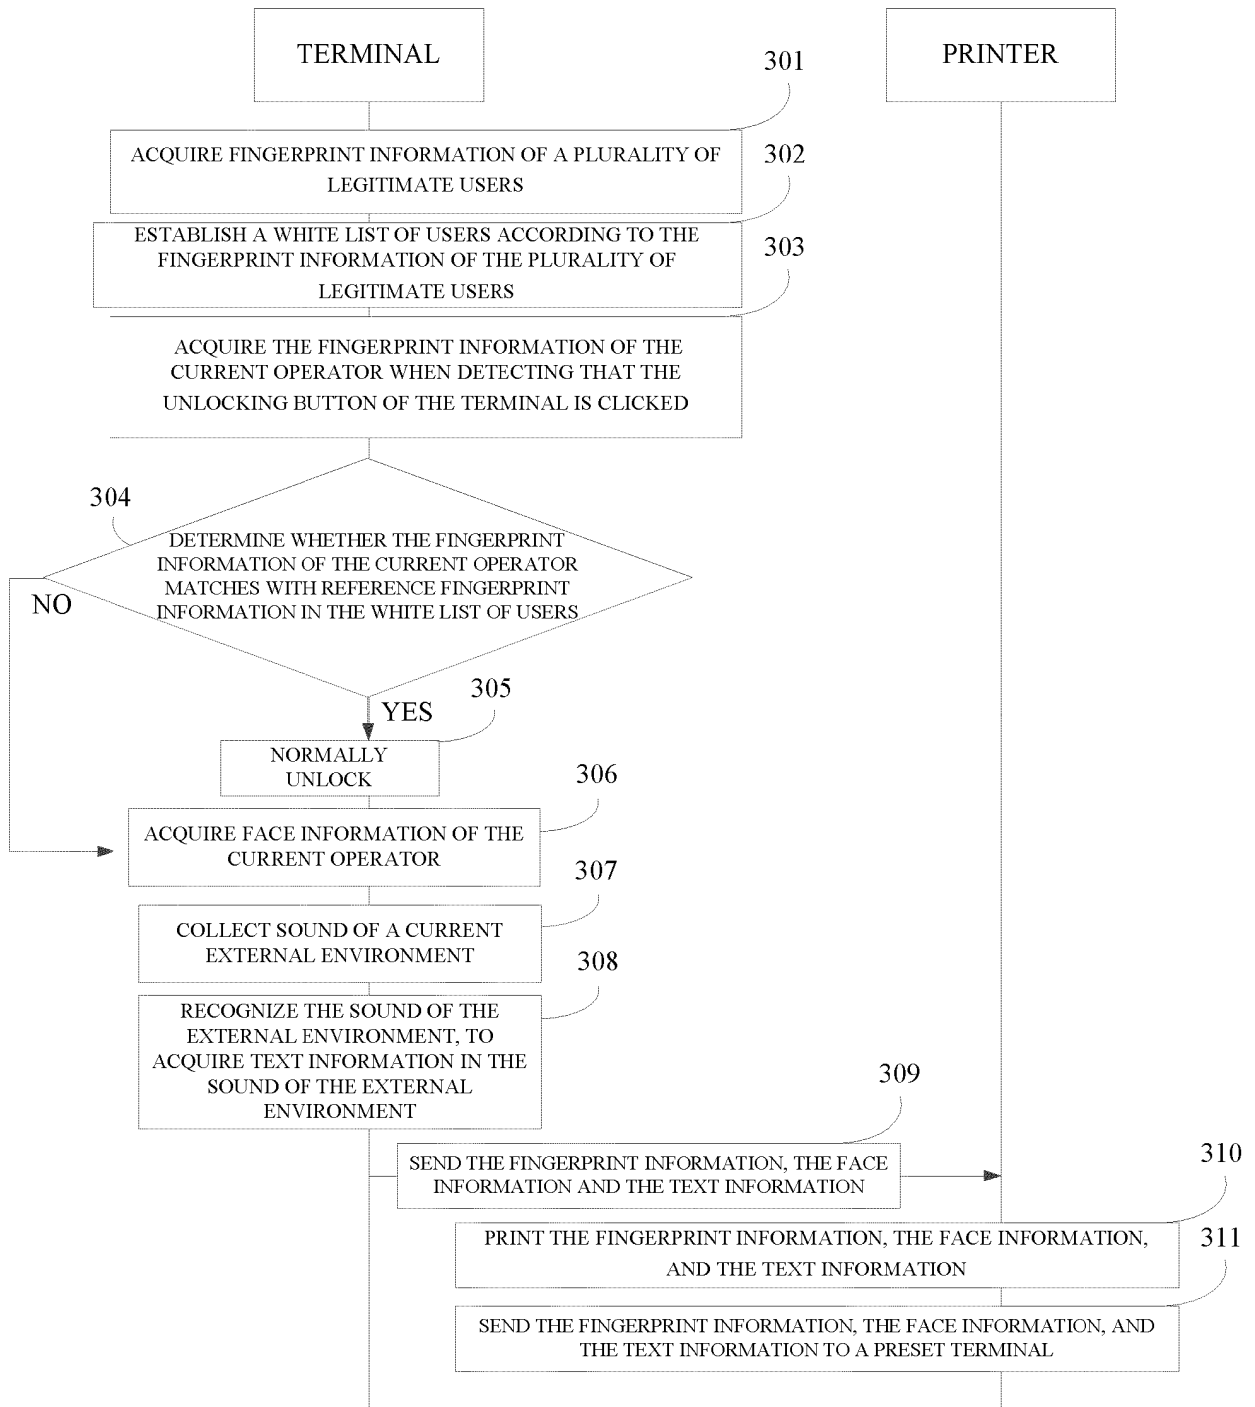 TERMINAL
PRINTER
301
ACQUIRE FINGERPRINT INFORMATION OF A PLURALITY OF
LEGITIMATE USERS
302
ESTABLISH A WHITE LIST OF USERS ACCORDING TO THE
FINGERPRINT INFORMATION OF THE PLURALITY OF
LEGITIMATE USERS
303
ACQUIRE THE FINGERPRINT INFORMATION OF THE
CURRENT OPERATOR WHEN DETECTING THAT THE
UNLOCKING BUTTON OF THE TERMINAL IS CLICKED
304
DETERMINE WHETHER THE FINGERPRINT
INFORMATION OF THE CURRENT OPERATOR
MATCHES WITH REFERENCE FINGERPRINT
INFORMATION IN THE WHITE LIST OF USERS
NO
YES
305
NORMALLY
UNLOCK
306
ACQUIRE FACE INFORMATION OF THE
CURRENT OPERATOR
307
COLLECT SOUND OF A CURRENT
EXTERNAL ENVIRONMENT
308
RECOGNIZE THE SOUND OF THE
EXTERNAL ENVIRONMENT, TO
ACQUIRE TEXT INFORMATION IN THE
SOUND OF THE EXTERNAL
ENVIRONMENT
309
SEND THE FINGERPRINT INFORMATION, THE FACE
INFORMATION AND THE TEXT INFORMATION
310
PRINT THE FINGERPRINT INFORMATION, THE FACE INFORMATION,
AND THE TEXT INFORMATION
311
SEND THE FINGERPRINT INFORMATION, THE FACE INFORMATION, AND
THE TEXT INFORMATION TO A PRESET TERMINAL